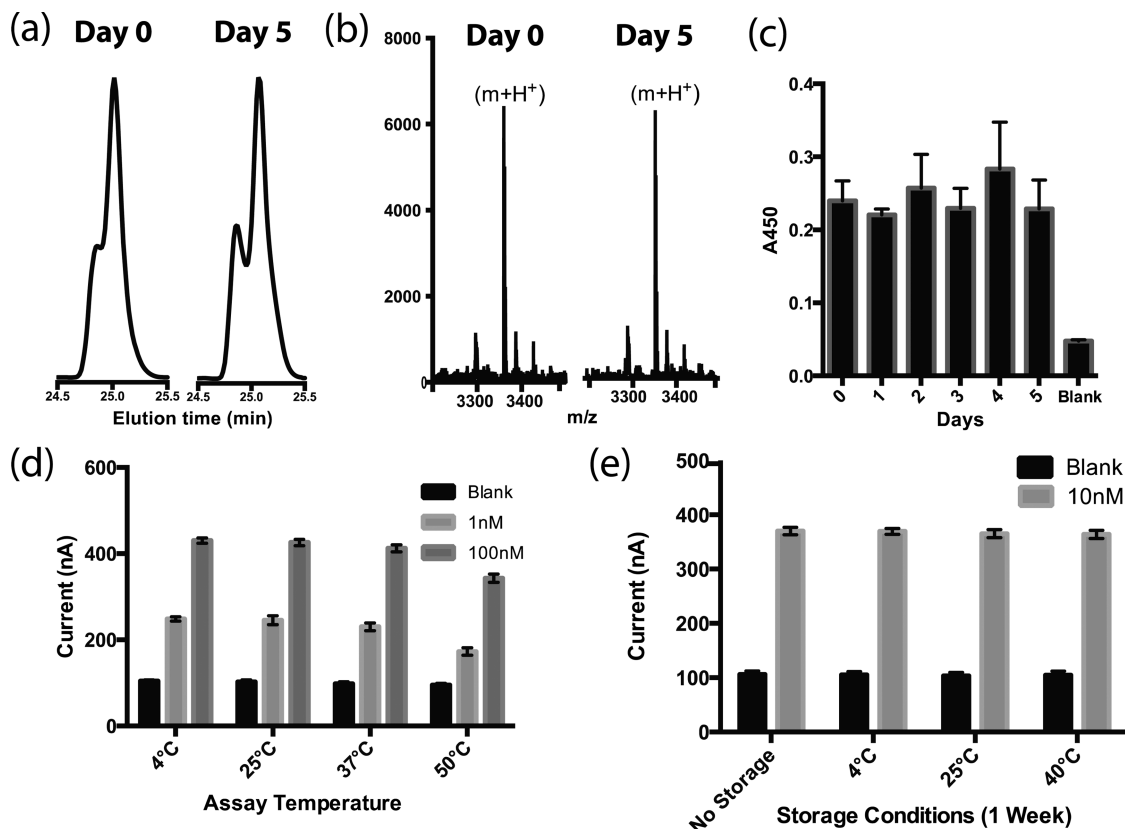 (a) Day 0 Day 5
24.5 25.0 25.5 24.5 25.0 25.5
Elution time (min)
(b) Day 0 Day 5
8000
(m+H+) (m+H+)
6000
4000
2000
0
3300 3400 3300 3400
m/z
(c)
0.4
0.3
0.2
0.1
0.0
A450
0 1 2 3 4 5 Blank
Days
(d)
600
400
200
0
Current (nA)
Blank
1nM
100nM
4°C 25°C 37°C 50°C
Assay Temperature
(e)
500
400
300
200
100
0
Current (nA)
Blank
10nM
No Storage 4°C 25°C 40°C
Storage Conditions (1 Week)